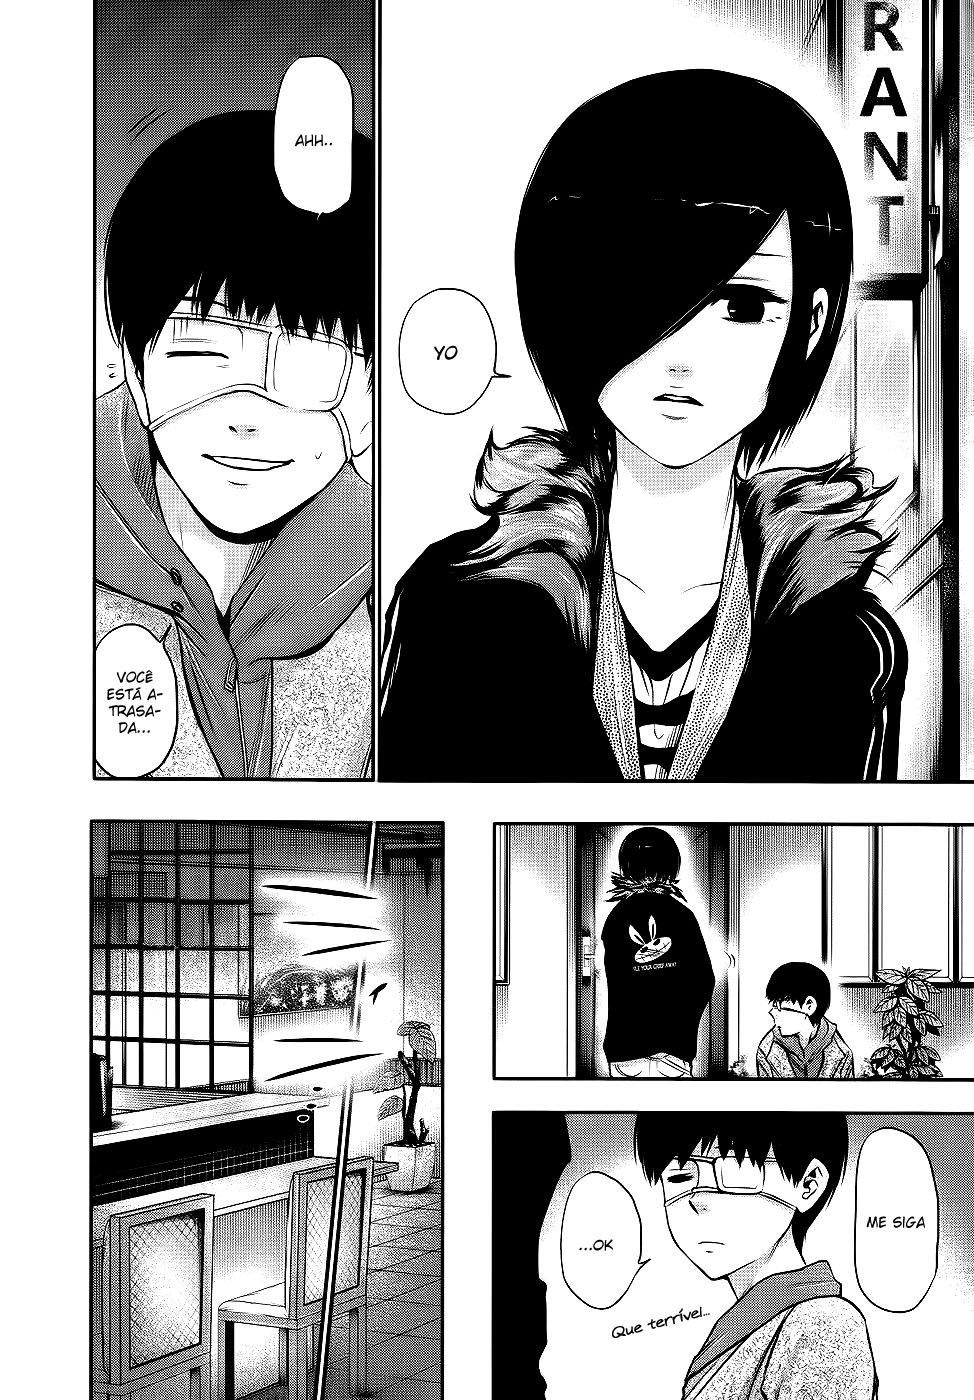 RANT
YO
AHH..
VOCÊ
ESTÁ A-
TRASA-
DA...
ME SIGA
...OK
Que terrível...